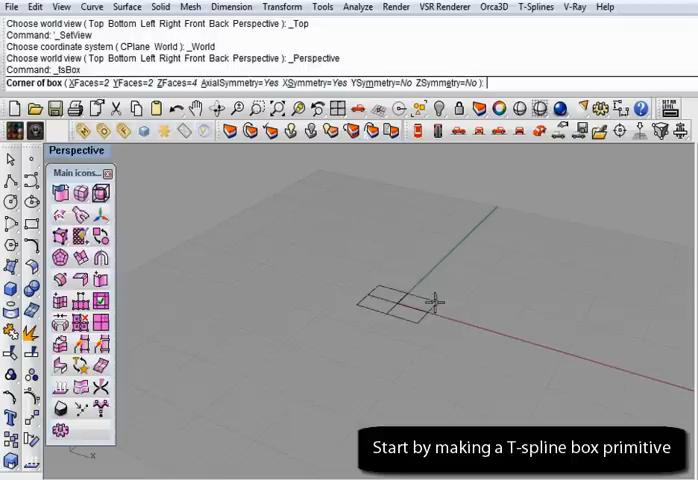 File Edit View Curve Surface Solid Mesh Dimension Transform Tools Analyze Render VSR Renderer Orca3D T-Splines V-Ray Help
Choose world view ( Top Bottom Left Right Front Back Perspective ): _Top
Command: '_SetView
Choose coordinate system ( CPlane World ): _World
Choose world view ( Top Bottom Left Right Front Back Perspective ): _Perspective
Command: _tsBox
Corner of box ( XFaces=2 YFaces=2 ZFaces=4 AxialSymmetry=Yes XSymmetry=Yes YSymmetry=No ZSymmetry=No ):
Perspective
Main icons...
x
Start by making a T-spline box primitive